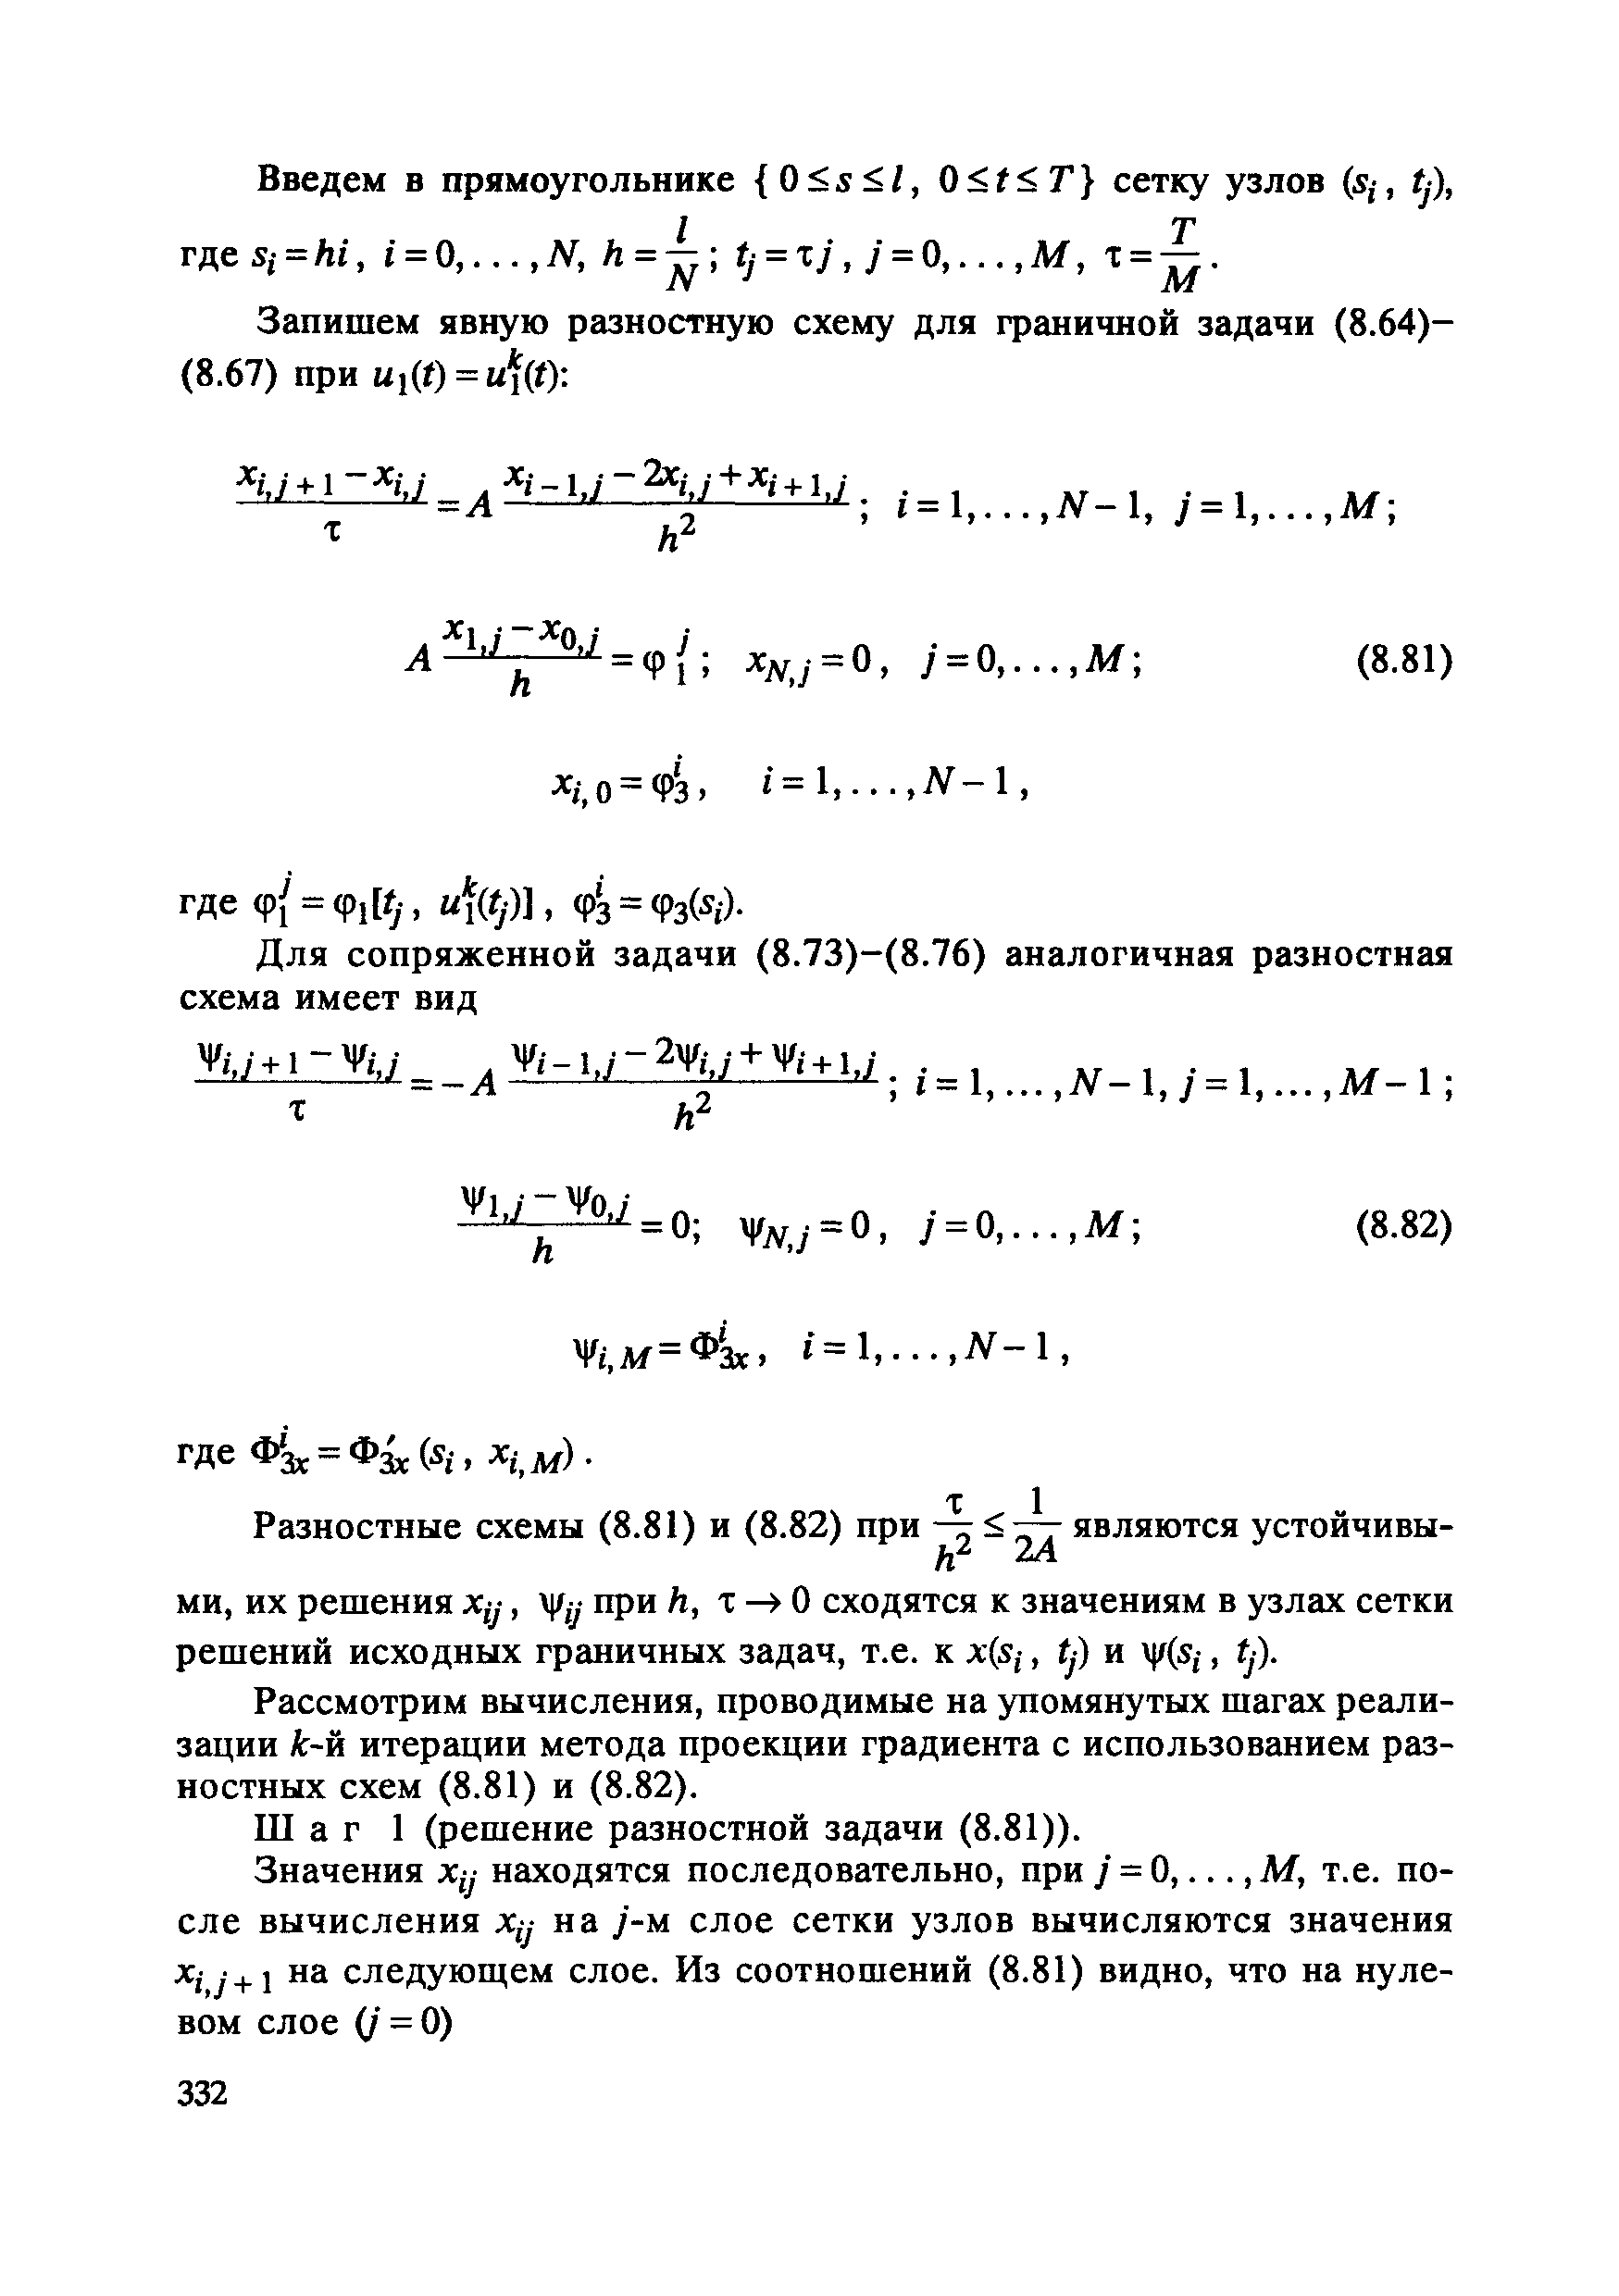 Введем в прямоугольнике {0 ≤ s ≤ l, 0 ≤ t ≤ T} сетку узлов (s_i, t_j),
где s_i = hi, i = 0,...,N, h = l/N; t_j = τj, j = 0,...,M, τ = T/M.
Запишем явную разностную схему для граничной задачи (8.64)–
(8.67) при u_1(t) = u_1^k(t):
(x_{i,j+1} − x_{i,j})/τ = A (x_{i−1,j} − 2x_{i,j} + x_{i+1,j})/h^2; i = 1,...,N−1, j = 1,...,M;
A (x_{1,j} − x_{0,j})/h = φ_1^j; x_{N,j} = 0, j = 0,...,M; (8.81)
x_{i,0} = φ_3^i, i = 1,...,N−1,
где φ_1^j = φ_1[t_j, u_1^k(t_j)], φ_3^i = φ_3(s_i).
Для сопряженной задачи (8.73)–(8.76) аналогичная разностная
схема имеет вид
(ψ_{i,j+1} − ψ_{i,j})/τ = −A (ψ_{i−1,j} − 2ψ_{i,j} + ψ_{i+1,j})/h^2; i = 1,...,N−1, j = 1,...,M−1;
(ψ_{1,j} − ψ_{0,j})/h = 0; ψ_{N,j} = 0, j = 0,...,M; (8.82)
ψ_{i,M} = Φ_{3x}^i, i = 1,...,N−1,
где Φ_{3x}^i = Φ′_{3x}(s_i, x_{i,M}).
Разностные схемы (8.81) и (8.82) при τ/h^2 ≤ 1/2A являются устойчивы-
ми, их решения x_{ij}, ψ_{ij} при h, τ → 0 сходятся к значениям в узлах сетки
решений исходных граничных задач, т.е. к x(s_i, t_j) и ψ(s_i, t_j).
Рассмотрим вычисления, проводимые на упомянутых шагах реали-
зации k-й итерации метода проекции градиента с использованием раз-
ностных схем (8.81) и (8.82).
Ш а г 1 (решение разностной задачи (8.81)).
Значения x_{ij} находятся последовательно, при j = 0,...,M, т.е. по-
сле вычисления x_{ij} на j-м слое сетки узлов вычисляются значения
x_{i,j+1} на следующем слое. Из соотношений (8.81) видно, что на нуле-
вом слое (j = 0)
332